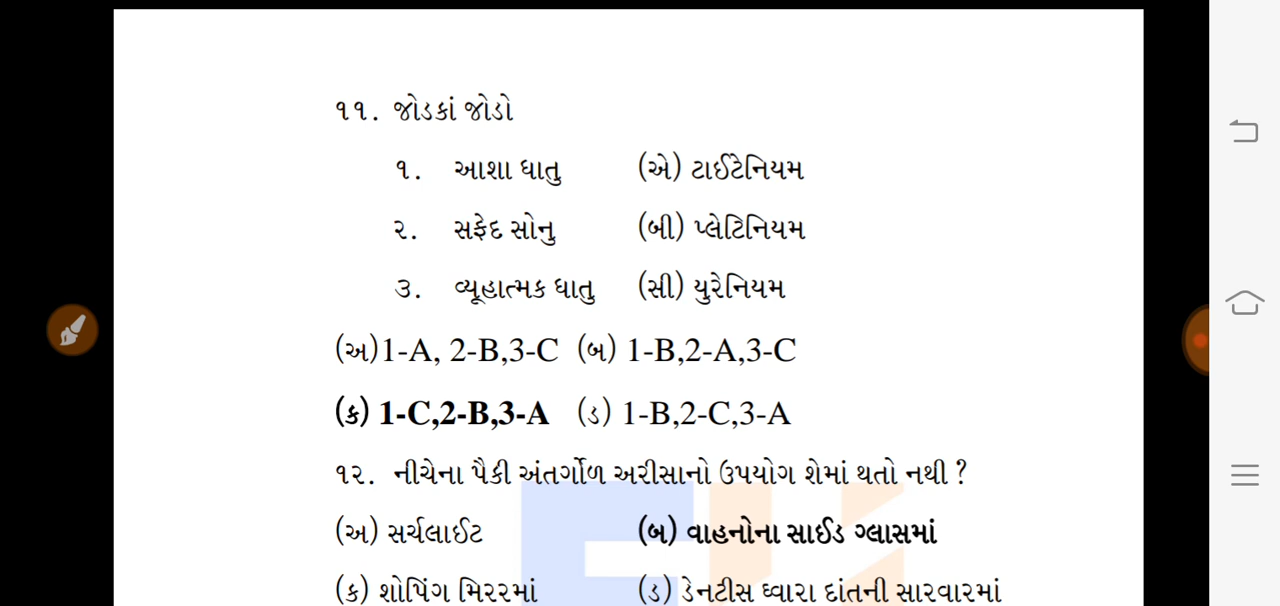 ૧૧. જોડકાં જોડો
૧. આશા ધાતુ (એ) ટાઈટેનિયમ
૨. સફેદ સોનુ (બી) પ્લેટિનિયમ
૩. વ્યૂહાત્મક ધાતુ (સી) યુરેનિયમ
(અ)1-A, 2-B,3-C (બ) 1-B,2-A,3-C
(ક) 1-C,2-B,3-A (ડ) 1-B,2-C,3-A
૧૨. નીચેના પૈકી અંતર્ગોળ અરીસાનો ઉપયોગ શેમાં થતો નથી ?
(અ) સર્ચલાઈટ (બ) વાહનોના સાઈડ ગ્લાસમાં
(ક) શોપિંગ મિરરમાં (ડ) ડેનટીસ ધ્વારા દાંતની સારવારમાં